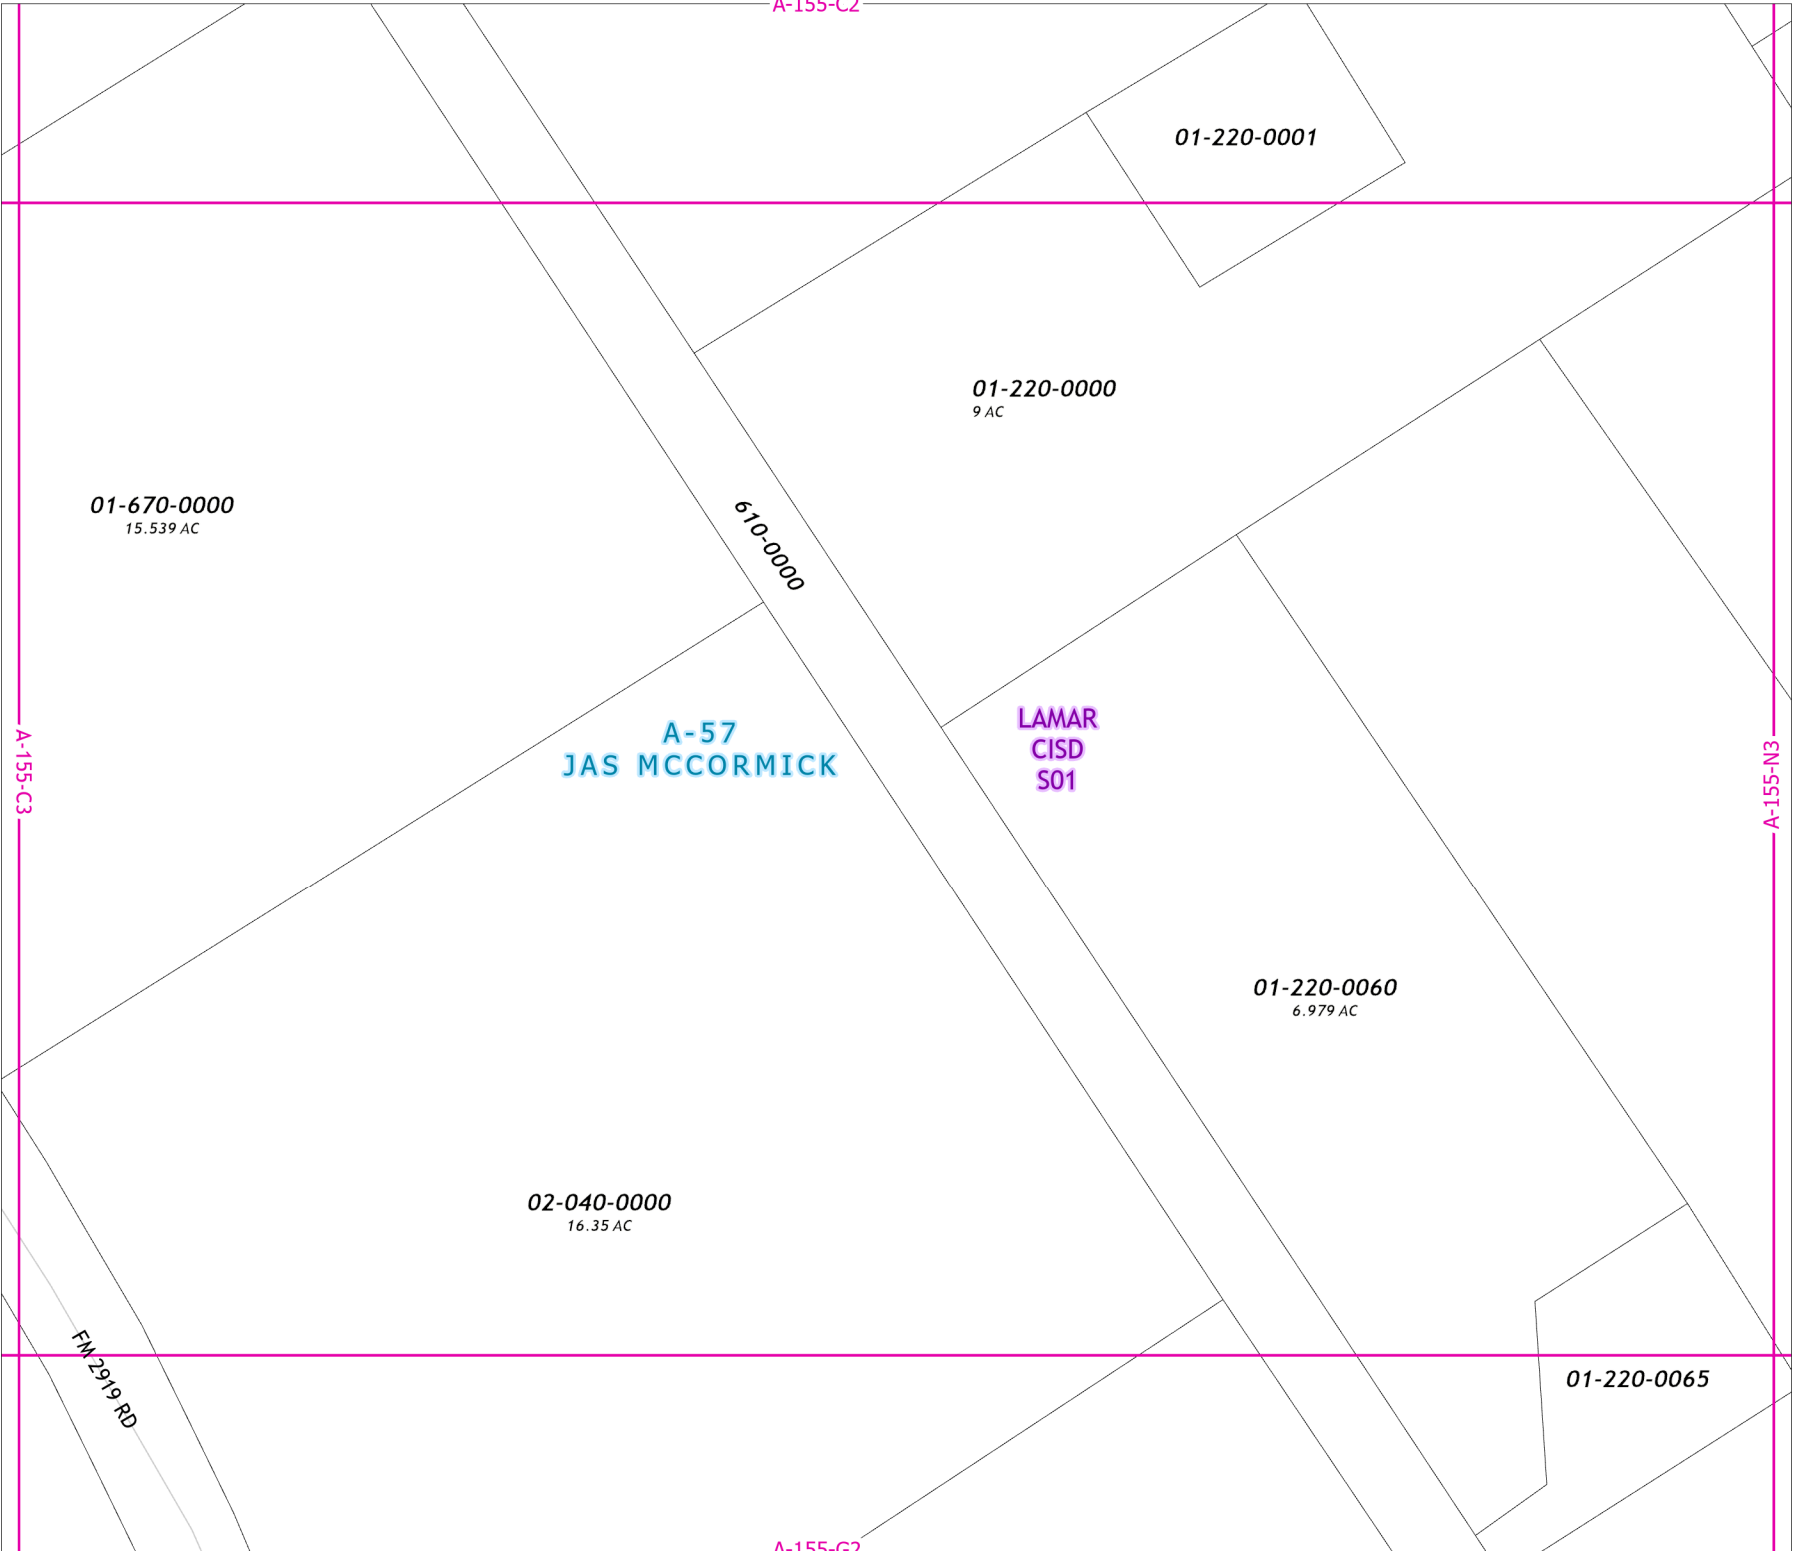 A-155-C2
01-220-0001
01-220-0000
9 AC
01-670-0000
15.539 AC
610-0000
A-57
JAS MCCORMICK
LAMAR
CISD
S01
A-155-C3
A-155-N3
01-220-0060
6.979 AC
02-040-0000
16.35 AC
FM 2919 RD
01-220-0065
A-155-G2